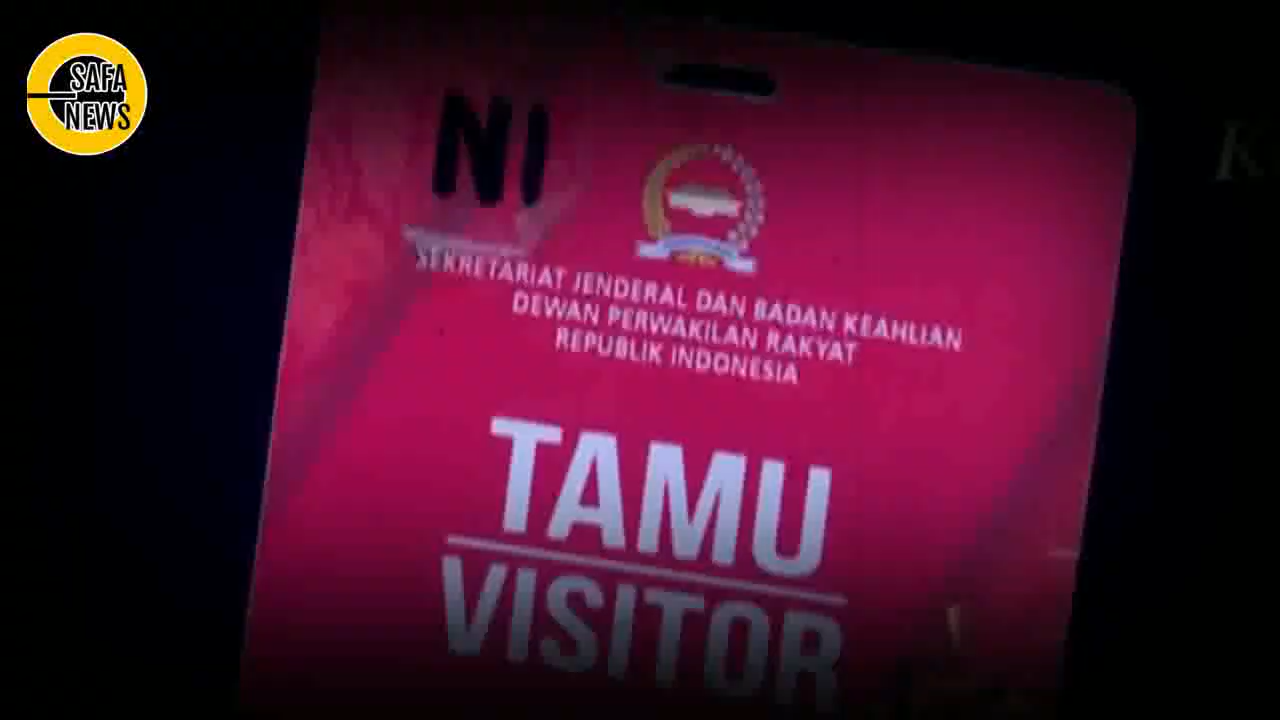 SAFA
NEWS
NI
K
SEKRETARIAT JENDERAL DAN BADAN KEAHLIAN
DEWAN PERWAKILAN RAKYAT
REPUBLIK INDONESIA
TAMU
VISITOR